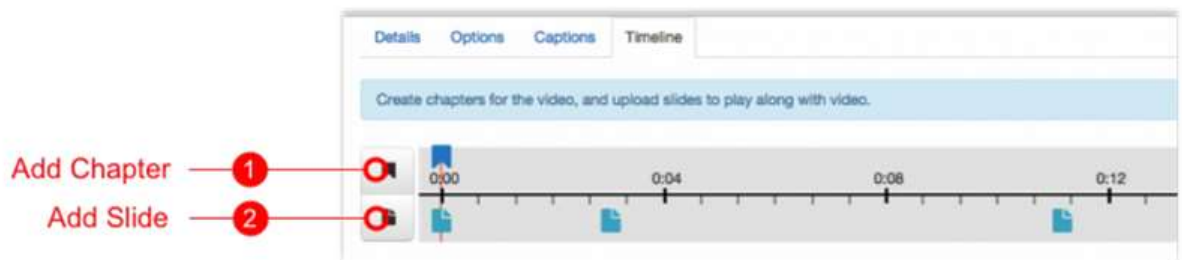 Details Options Captions Timeline
Create chapters for the video, and upload slides to play along with video.
Add Chapter 1
0:00 0:04 0:08 0:12
Add Slide 2